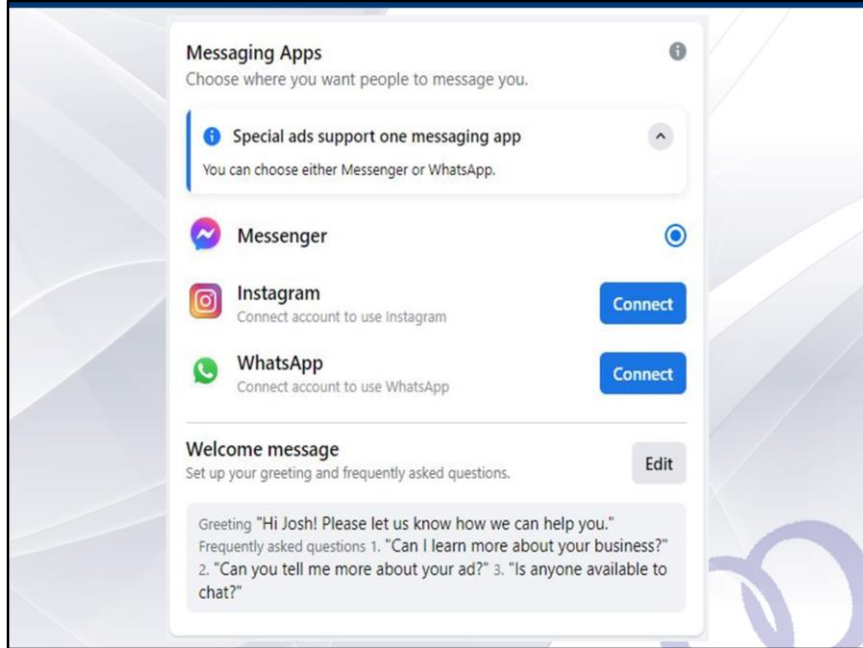 Messaging Apps
Choose where you want people to message you.
Special ads support one messaging app
You can choose either Messenger or WhatsApp.
Messenger
Instagram
Connect account to use Instagram
Connect
WhatsApp
Connect account to use WhatsApp
Connect
Welcome message
Set up your greeting and frequently asked questions.
Edit
Greeting "Hi Josh! Please let us know how we can help you."
Frequently asked questions 1. "Can I learn more about your business?"
2. "Can you tell me more about your ad?" 3. "Is anyone available to
chat?"